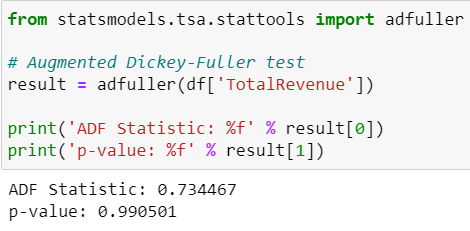 from statsmodels.tsa.stattools import adfuller
# Augmented Dickey-Fuller test
result = adfuller(df['TotalRevenue'])
print('ADF Statistic: %f' % result[0])
print('p-value: %f' % result[1])
ADF Statistic: 0.734467
p-value: 0.990501